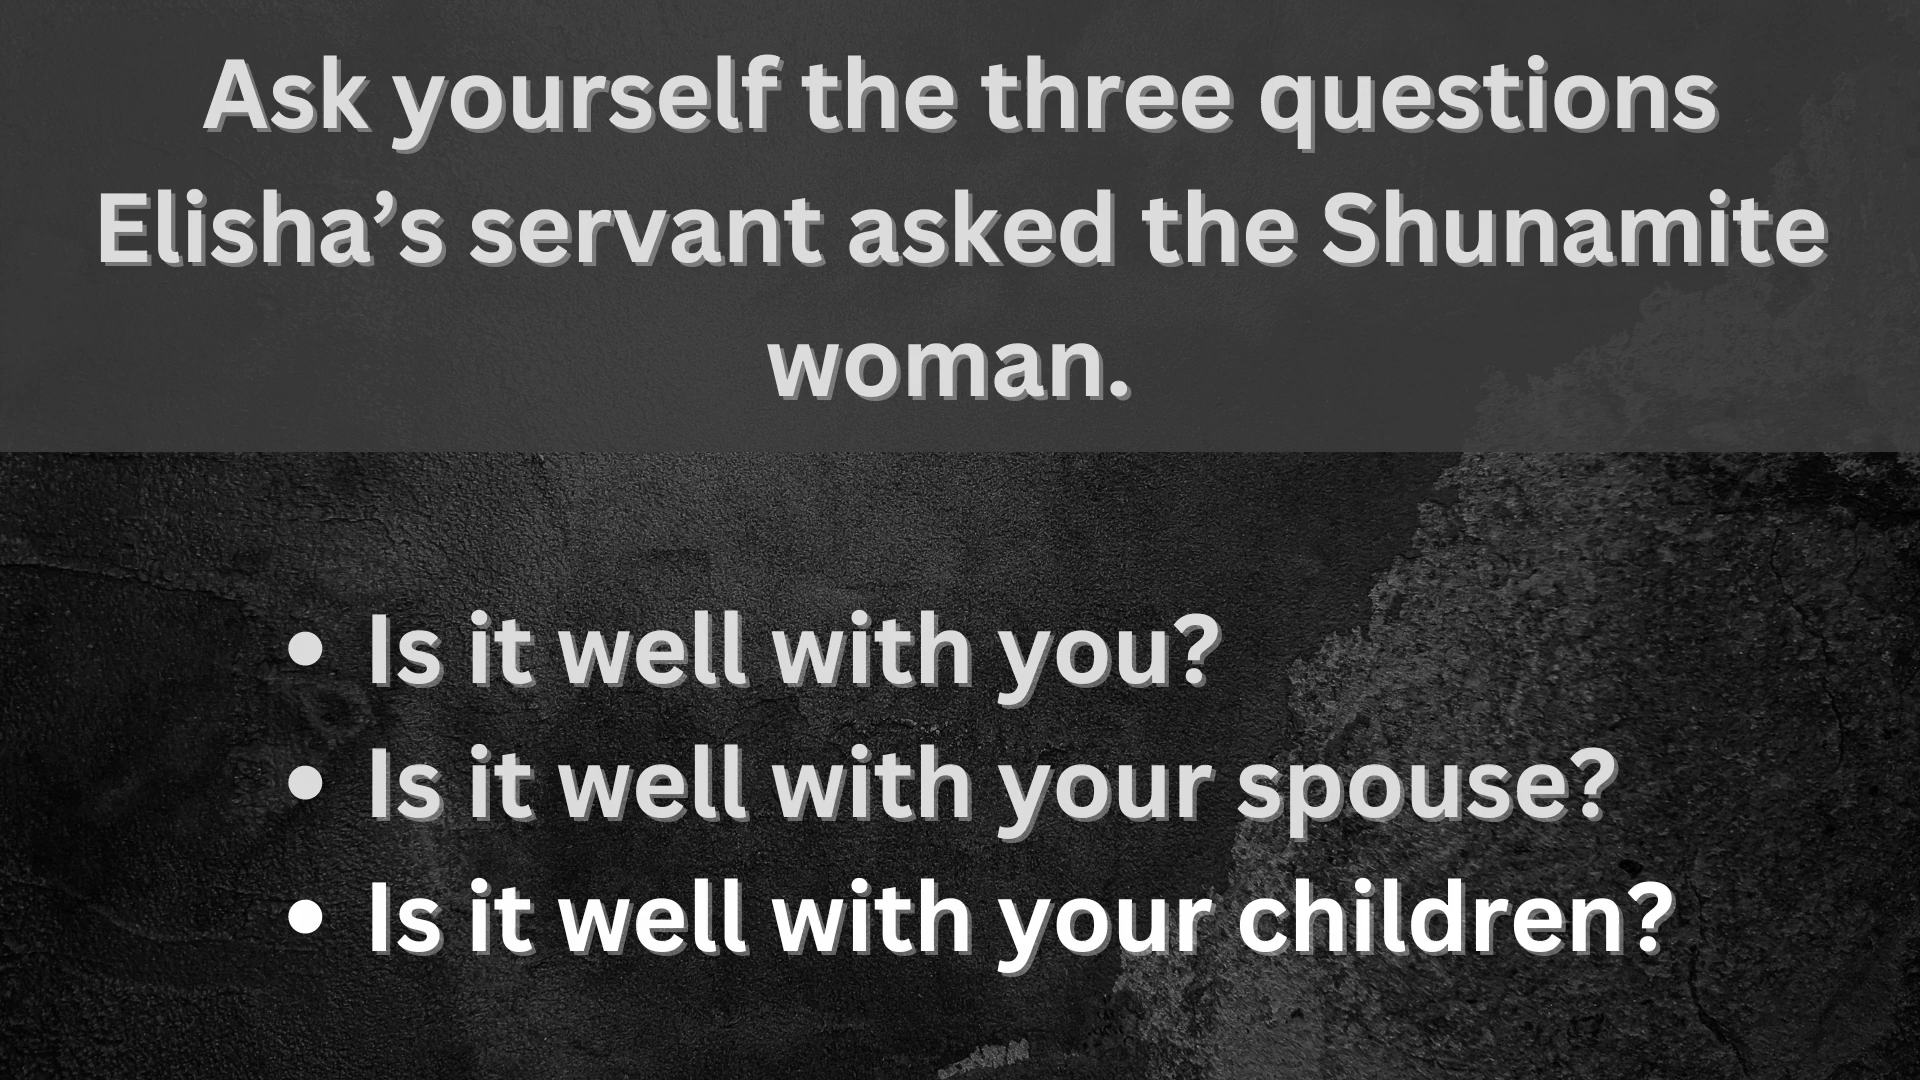 Ask yourself the three questions
Elisha’s servant asked the Shunamite
woman.
• Is it well with you?
• Is it well with your spouse?
• Is it well with your children?